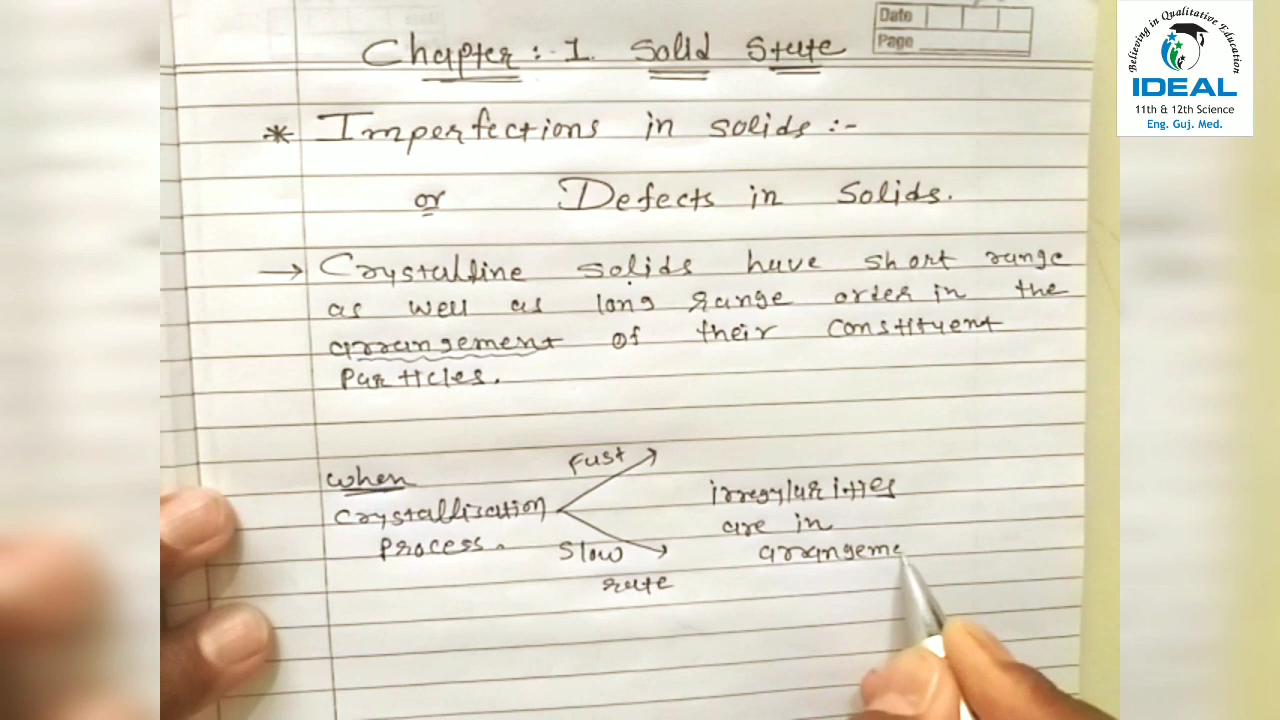 Date
Page
Believing in Qualitative Education
IDEAL
11th & 12th Science
Eng. Guj. Med.
Chapter :- 1. Solid State
* Imperfections in solids :-
or Defects in Solids.
→ Crystalline solids have short range
as well as long range order in the
arrangement of their constituent
Particles.
when
Crystallization
Process.
Fast
Slow
rate
irregularities
are in
arrangeme